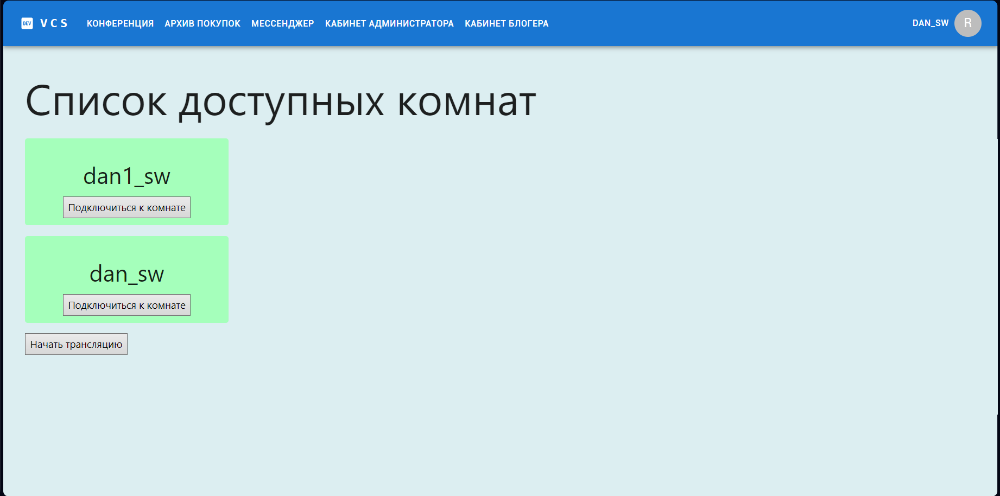 DEV VCS КОНФЕРЕНЦИЯ АРХИВ ПОКУПОК МЕССЕНДЖЕР КАБИНЕТ АДМИНИСТРАТОРА КАБИНЕТ БЛОГЕРА DAN_SW R
Список доступных комнат
dan1_sw
Подключиться к комнате
dan_sw
Подключиться к комнате
Начать трансляцию